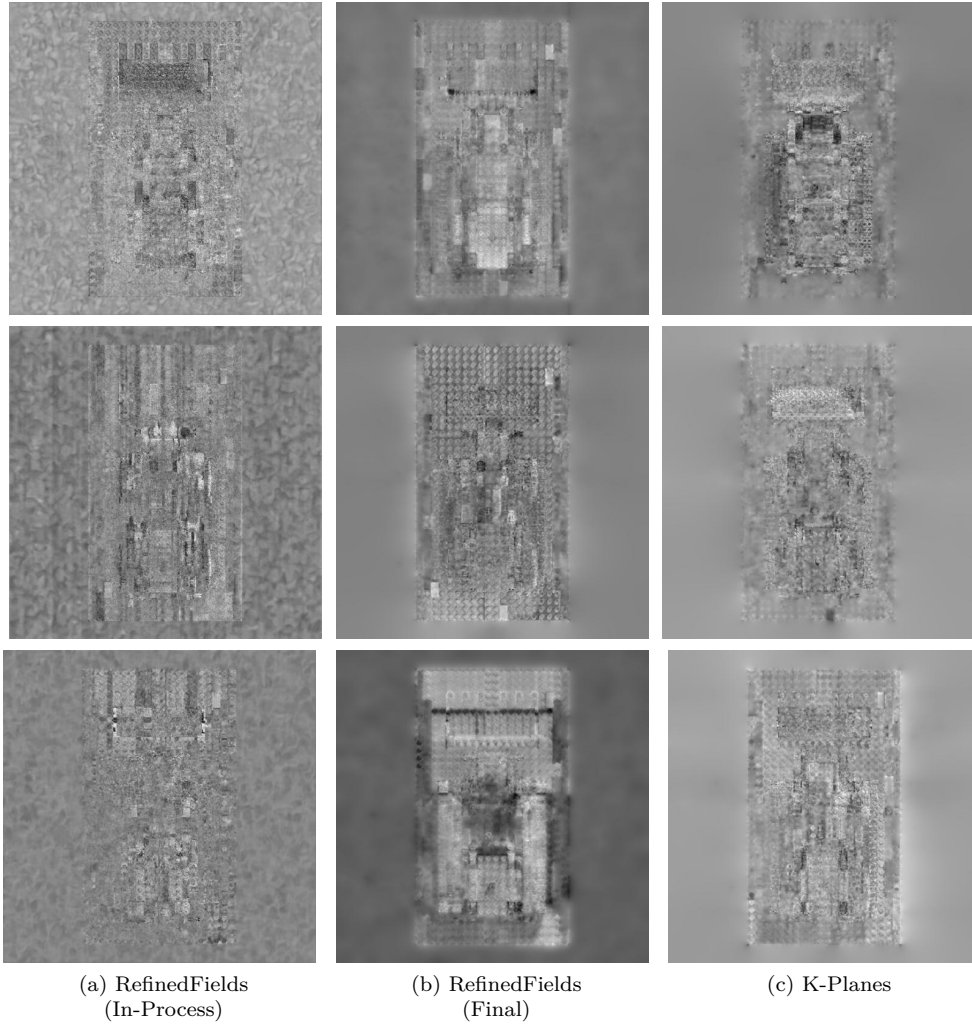 (a) RefinedFields
(In-Process)
(b) RefinedFields
(Final)
(c) K-Planes